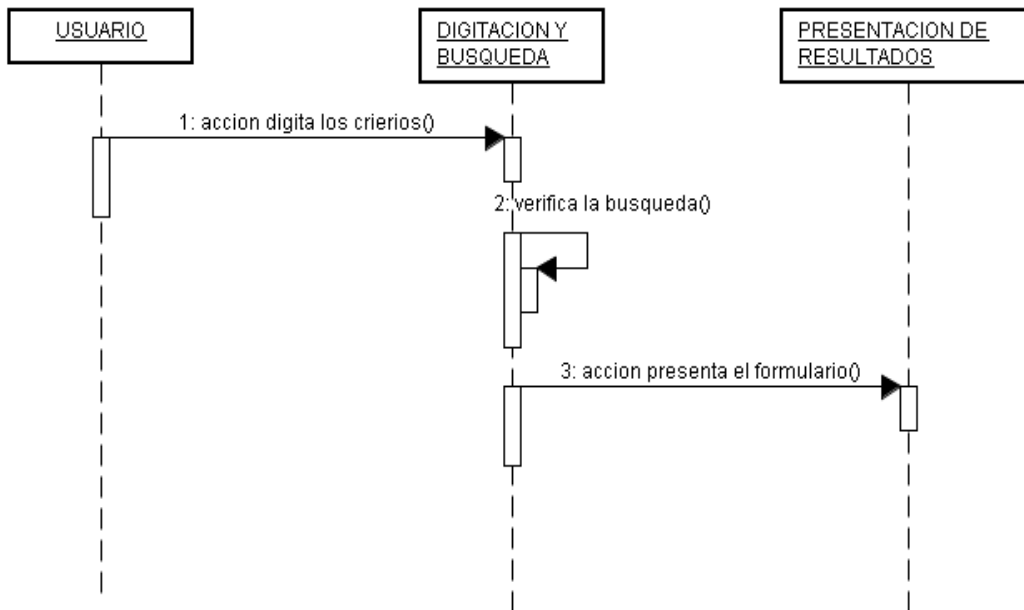 USUARIO
DIGITACION Y
BUSQUEDA
PRESENTACION DE
RESULTADOS
1: accion digita los crierios()
2: verifica la busqueda()
3: accion presenta el formulario()